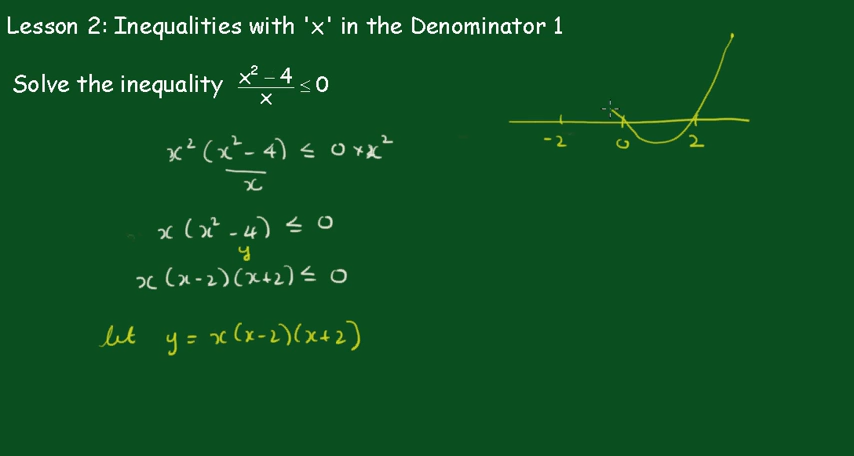 Lesson 2: Inequalities with 'x' in the Denominator 1
Solve the inequality (x² - 4)/x ≤ 0
x² (x² - 4)/x ≤ 0 × x²
x (x² - 4) ≤ 0
y
x (x - 2)(x + 2) ≤ 0
let y = x(x - 2)(x + 2)
-2 0 2